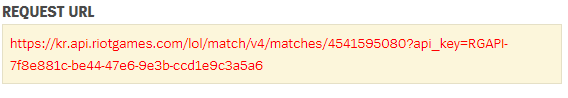 REQUEST URL
https://kr.api.riotgames.com/lol/match/v4/matches/4541595080?api_key=RGAPI-
7f8e881c-be44-47e6-9e3b-ccd1e9c3a5a6